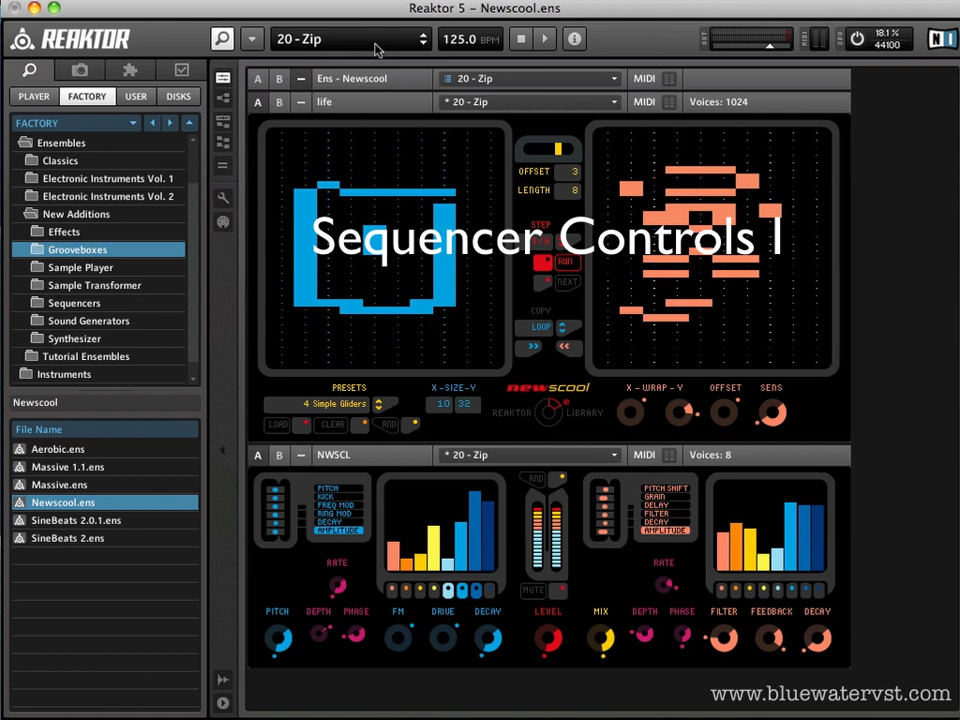 Reaktor 5 - Newscool.ens
REAKTOR
20 - Zip
125.0 BPM
OUT
MIDI
CPU
18.1 %
44100
NI
PLAYER
FACTORY
USER
DISKS
FACTORY
Ensembles
Classics
Electronic Instruments Vol. 1
Electronic Instruments Vol. 2
New Additions
Effects
Grooveboxes
Sample Player
Sample Transformer
Sequencers
Sound Generators
Synthesizer
Tutorial Ensembles
Instruments
Newscool
File Name
Aerobic.ens
Massive 1.1.ens
Massive.ens
Newscool.ens
SineBeats 2.0.1.ens
SineBeats 2.ens
A B Ens - Newscool 20 - Zip MIDI
A B life * 20 - Zip MIDI Voices: 1024
OFFSET 3
LENGTH 8
STEP
RUN
NEXT
COPY
LOOP
>> <<
Sequencer Controls I
PRESETS
4 Simple Gliders
LOAD CLEAR RND
X-SIZE-Y
10 32
newscool
REAKTOR LIBRARY
X-WRAP-Y OFFSET SENS
A B NWSCL * 20 - Zip MIDI Voices: 8
PITCH
KICK
FREQ MOD
RING MOD
DECAY
AMPLITUDE
RATE
RND
MUTE
PITCH SHIFT
GRAIN
DELAY
FILTER
DECAY
AMPLITUDE
RATE
PITCH DEPTH PHASE FM DRIVE DECAY LEVEL MIX DEPTH PHASE FILTER FEEDBACK DECAY
www.bluewatervst.com